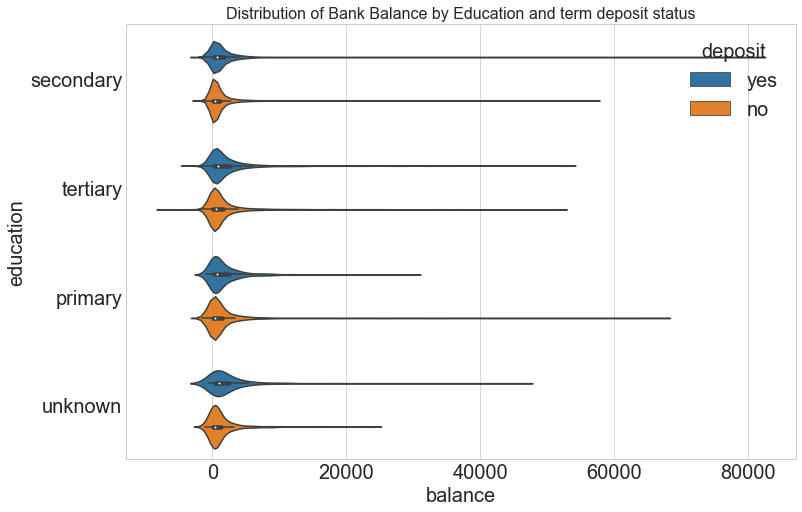 Distribution of Bank Balance by Education and term deposit status
deposit
yes
no
secondary
tertiary
primary
unknown
education
0 20000 40000 60000 80000
balance